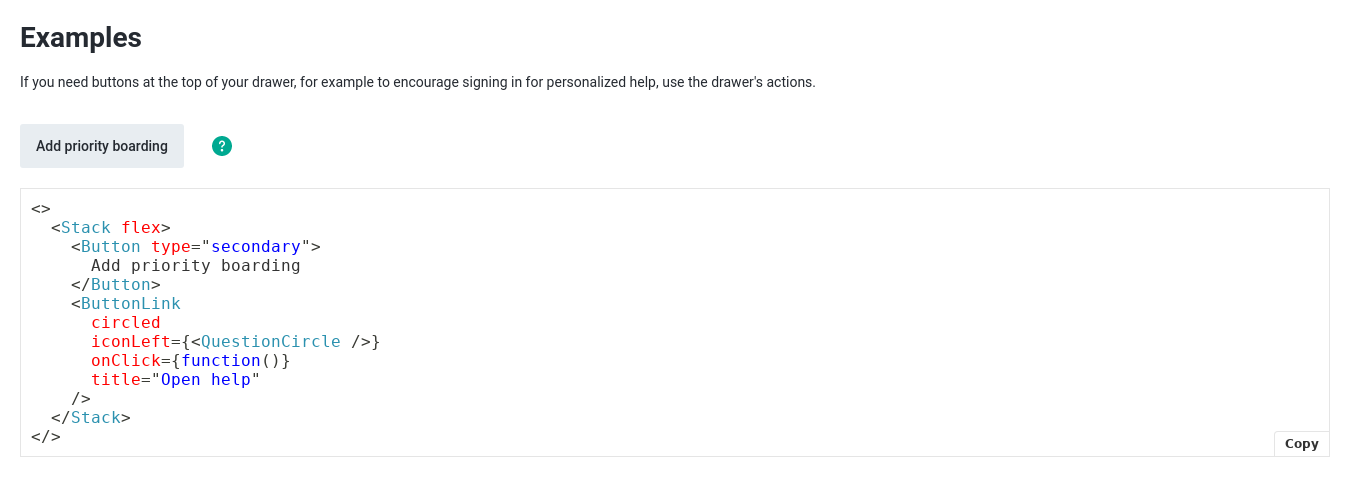 Examples
If you need buttons at the top of your drawer, for example to encourage signing in for personalized help, use the drawer's actions.
Add priority boarding
?
<>
  <Stack flex>
    <Button type="secondary">
      Add priority boarding
    </Button>
    <ButtonLink
      circled
      iconLeft={<QuestionCircle />}
      onClick={function()}
      title="Open help"
    />
  </Stack>
</>
Copy